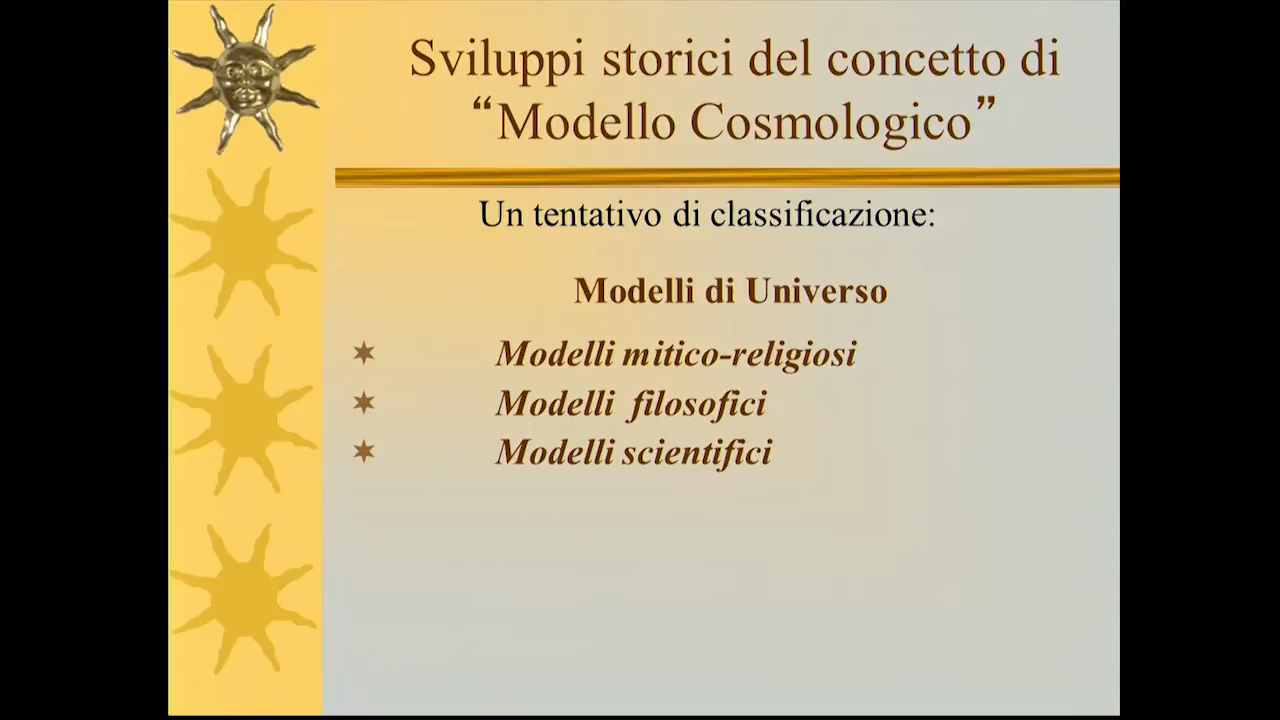 Sviluppi storici del concetto di
“Modello Cosmologico”
Un tentativo di classificazione:
Modelli di Universo
Modelli mitico-religiosi
Modelli filosofici
Modelli scientifici